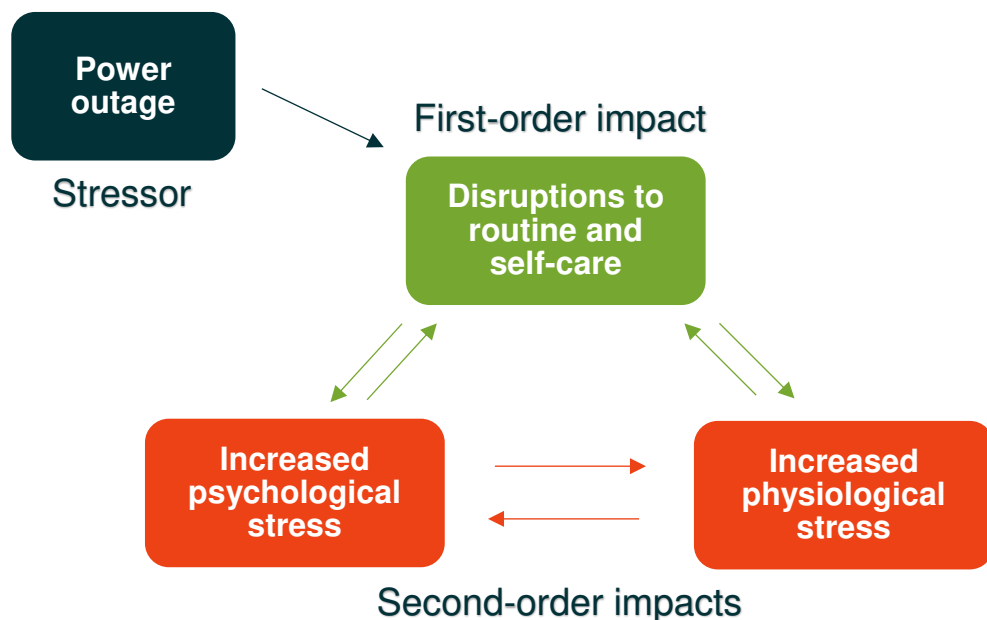 Power
outage
Stressor
First-order impact
Disruptions to
routine and
self-care
Increased
psychological
stress
Increased
physiological
stress
Second-order impacts